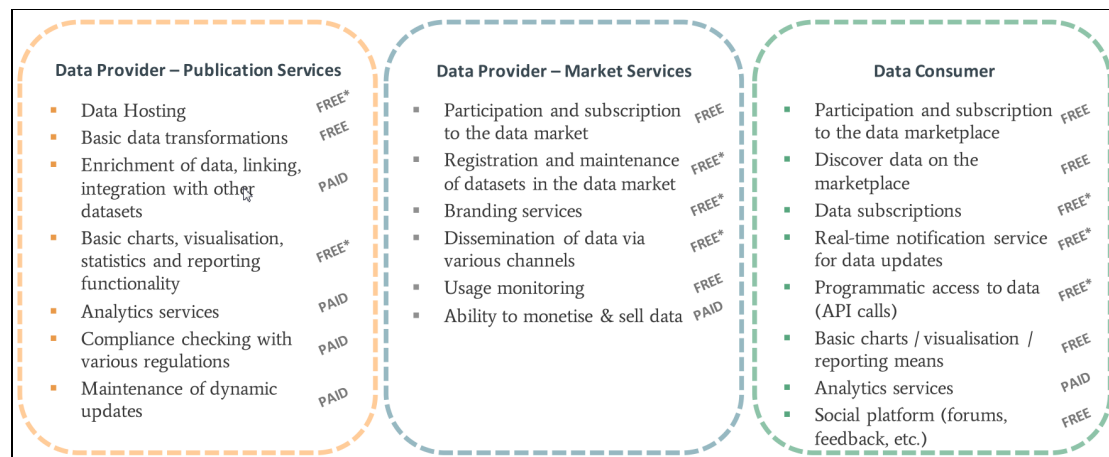 Data Provider – Publication Services
Data Hosting FREE*
Basic data transformations FREE
Enrichment of data, linking,
integration with other PAID
datasets
Basic charts, visualisation,
statistics and reporting FREE*
functionality
Analytics services PAID
Compliance checking with PAID
various regulations
Maintenance of dynamic PAID
updates
Data Provider – Market Services
Participation and subscription FREE
to the data market
Registration and maintenance FREE*
of datasets in the data market
Branding services FREE*
Dissemination of data via FREE*
various channels
Usage monitoring FREE
Ability to monetise & sell data PAID
Data Consumer
Participation and subscription FREE
to the data marketplace
Discover data on the FREE
marketplace
Data subscriptions FREE*
Real-time notification service FREE*
for data updates
Programmatic access to data FREE*
(API calls)
Basic charts / visualisation / FREE
reporting means
Analytics services PAID
Social platform (forums, FREE
feedback, etc.)